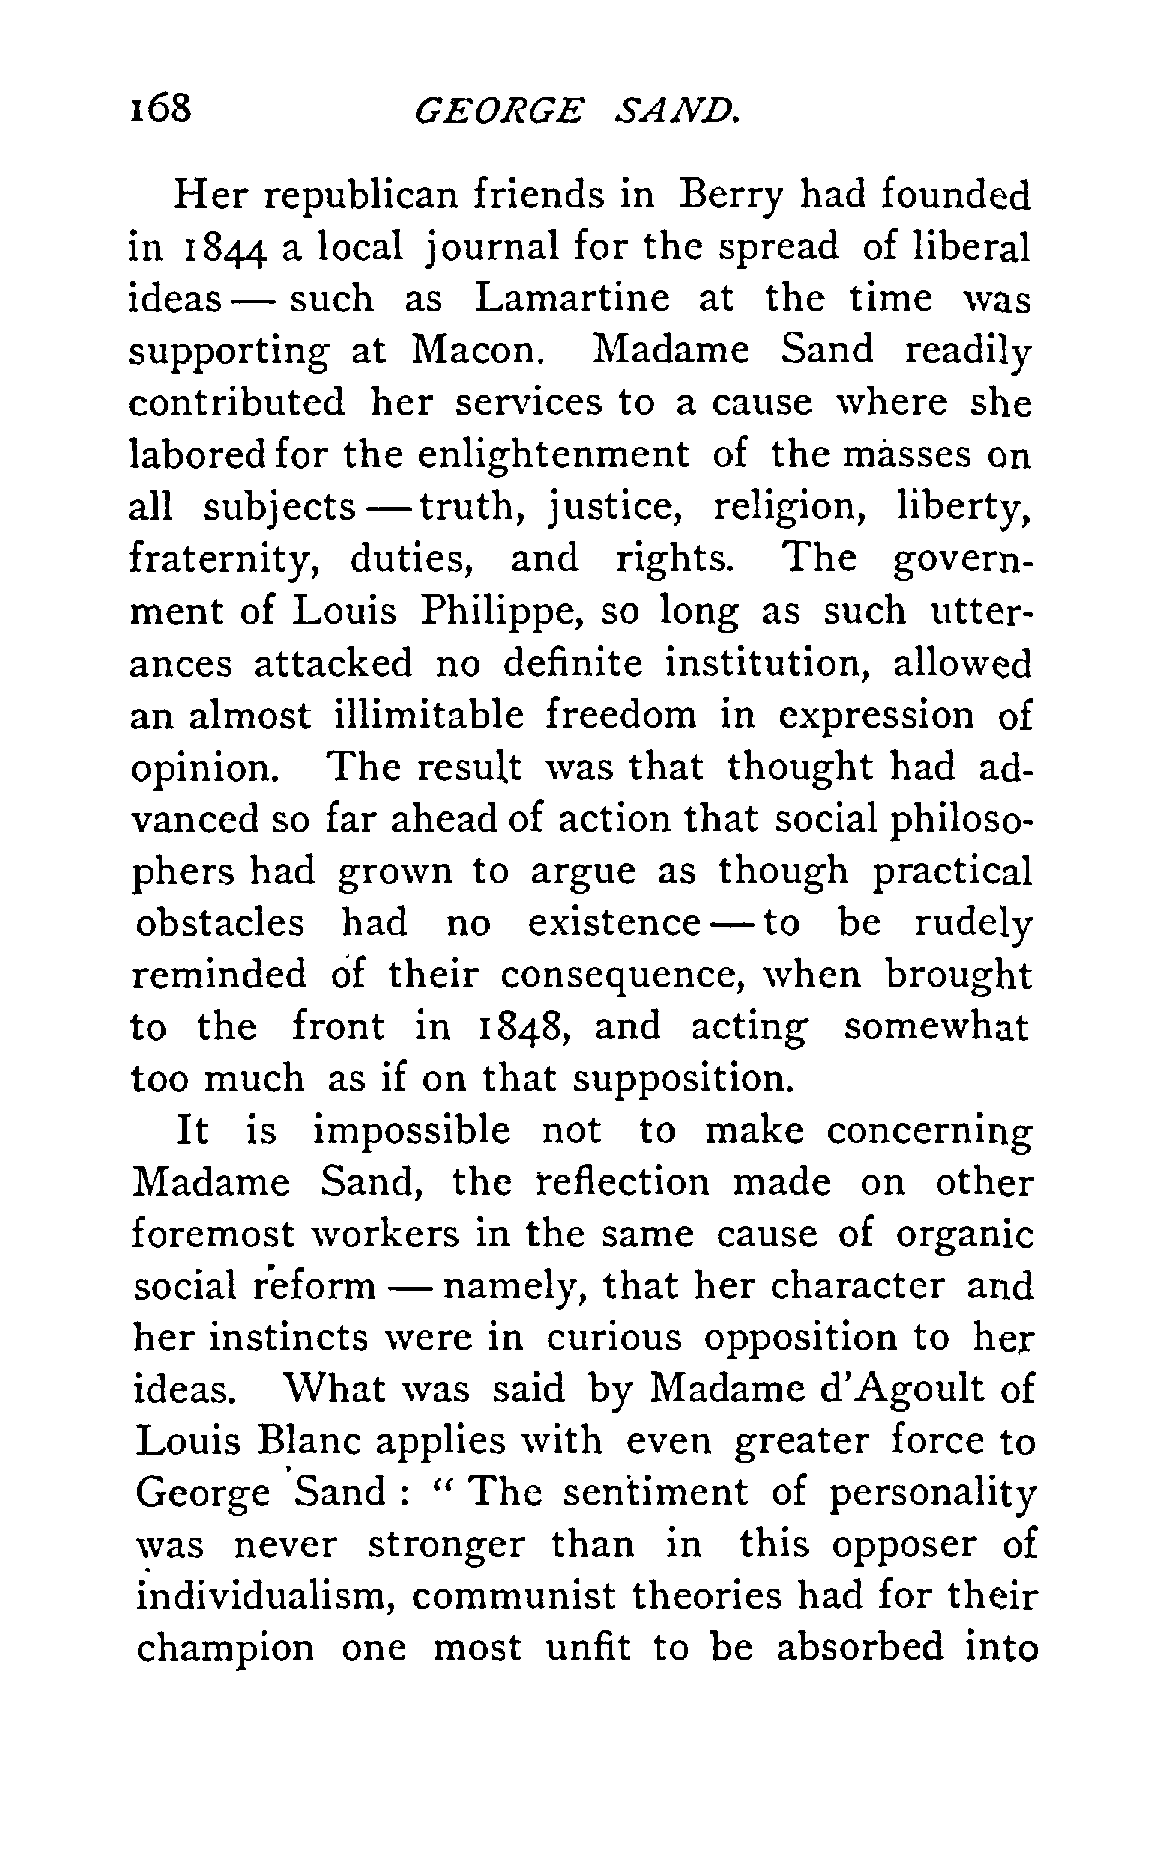 168 GEORGE SAND.
Her republican friends in Berry had founded
in 1844 a local journal for the spread of liberal
ideas — such as Lamartine at the time was
supporting at Macon. Madame Sand readily
contributed her services to a cause where she
labored for the enlightenment of the masses on
all subjects — truth, justice, religion, liberty,
fraternity, duties, and rights. The govern-
ment of Louis Philippe, so long as such utter-
ances attacked no definite institution, allowed
an almost illimitable freedom in expression of
opinion. The result was that thought had ad-
vanced so far ahead of action that social philoso-
phers had grown to argue as though practical
obstacles had no existence — to be rudely
reminded of their consequence, when brought
to the front in 1848, and acting somewhat
too much as if on that supposition.
It is impossible not to make concerning
Madame Sand, the reflection made on other
foremost workers in the same cause of organic
social reform — namely, that her character and
her instincts were in curious opposition to her
ideas. What was said by Madame d'Agoult of
Louis Blanc applies with even greater force to
George Sand : " The sentiment of personality
was never stronger than in this opposer of
individualism, communist theories had for their
champion one most unfit to be absorbed into